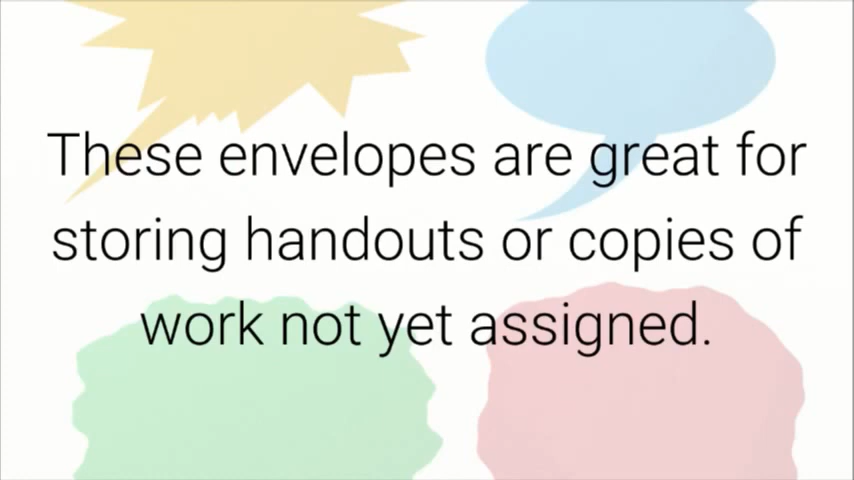 These envelopes are great for
storing handouts or copies of
work not yet assigned.